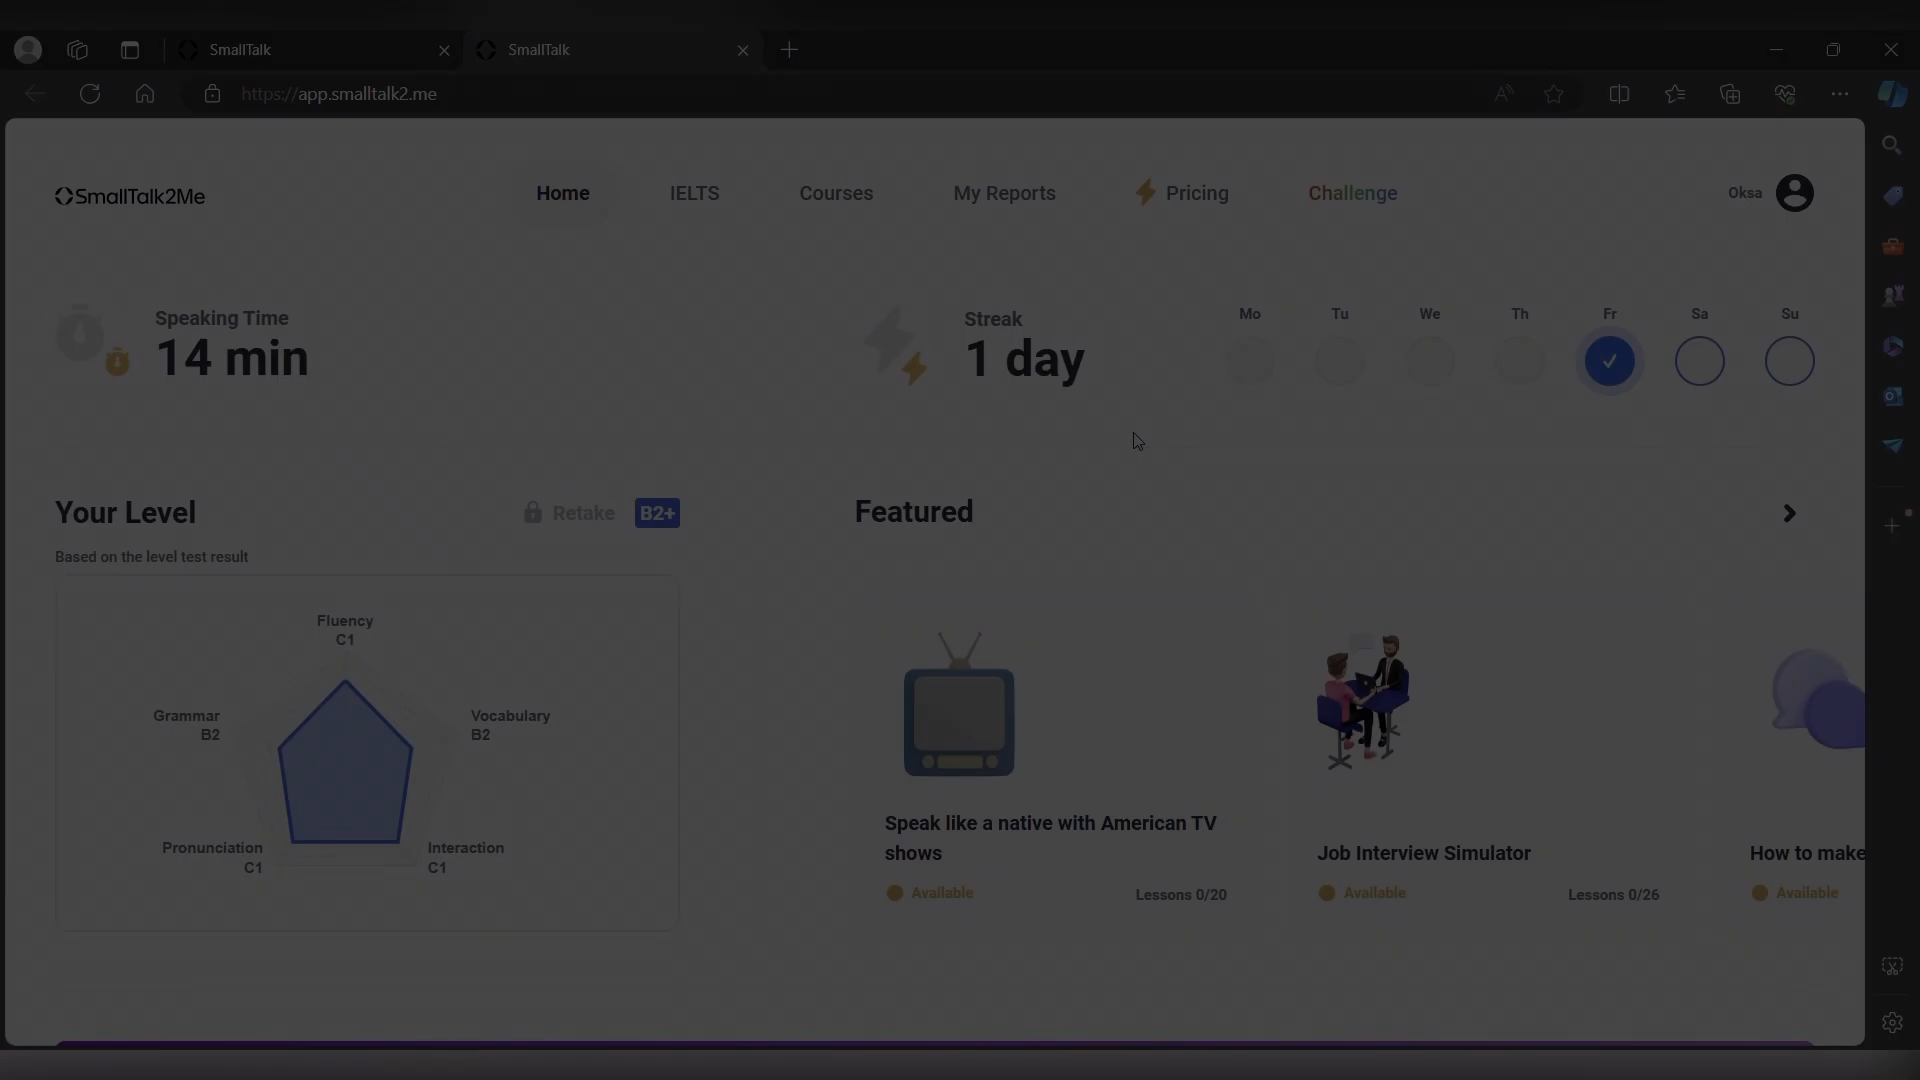 SmallTalk
SmallTalk
https://app.smalltalk2.me
SmallTalk2Me
Home
IELTS
Courses
My Reports
Pricing
Challenge
Oksa
Speaking Time
14 min
Streak
1 day
Mo
Tu
We
Th
Fr
Sa
Su
Your Level
Retake
B2+
Based on the level test result
Fluency
C1
Grammar
B2
Vocabulary
B2
Pronunciation
C1
Interaction
C1
Featured
Speak like a native with American TV
shows
Available
Lessons 0/20
Job Interview Simulator
Available
Lessons 0/26
How to make
Available